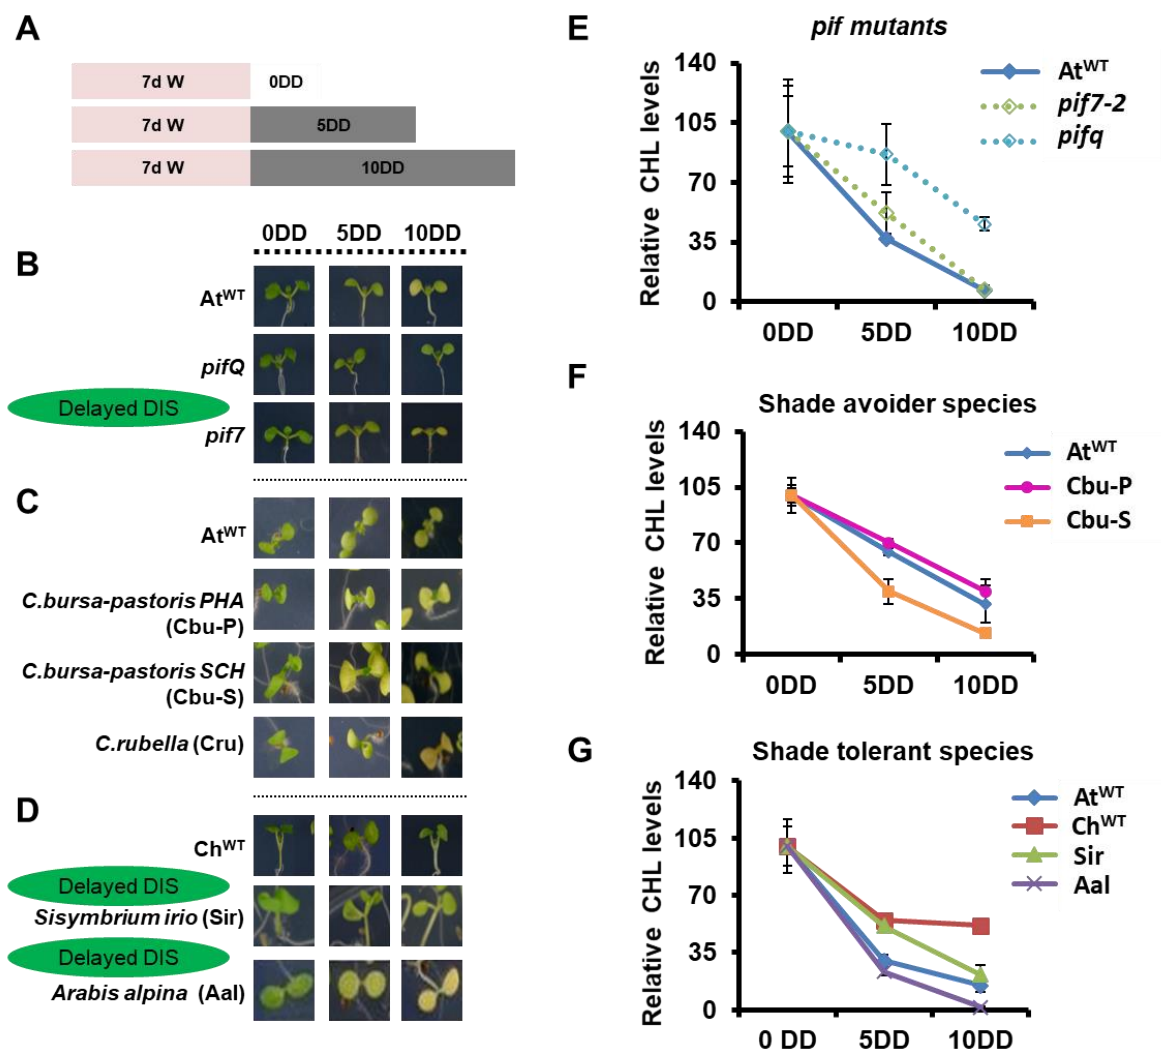 A
7d W 0DD
7d W 5DD
7d W 10DD
0DD 5DD 10DD
B
AtWT
pifQ
Delayed DIS
pif7
C
AtWT
C.bursa-pastoris PHA
(Cbu-P)
C.bursa-pastoris SCH
(Cbu-S)
C.rubella (Cru)
D
ChWT
Delayed DIS
Sisymbrium irio (Sir)
Delayed DIS
Arabis alpina (Aal)
E
pif mutants
Relative CHL levels
140
105
70
35
0
0DD 5DD 10DD
AtWT
pif7-2
pifq
F
Shade avoider species
Relative CHL levels
140
105
70
35
0
0DD 5DD 10DD
AtWT
Cbu-P
Cbu-S
G
Shade tolerant species
Relative CHL levels
140
105
70
35
0
0 DD 5DD 10DD
AtWT
ChWT
Sir
Aal